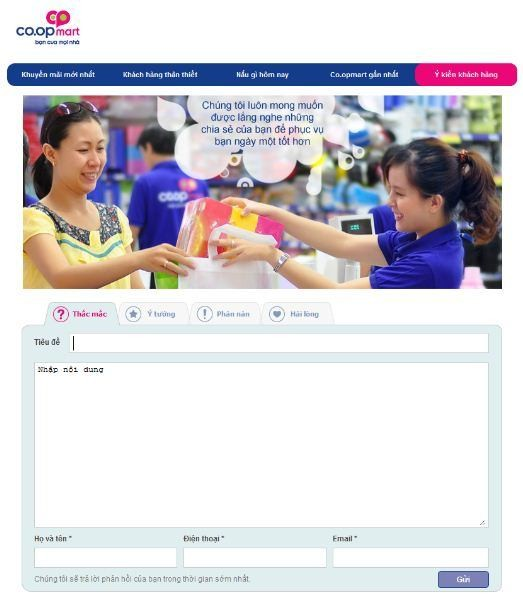 co.opmart
bạn của mọi nhà
Khuyến mãi mới nhất
Khách hàng thân thiết
Nấu gì hôm nay
Co.opmart gần nhất
Ý kiến khách hàng
Chúng tôi luôn mong muốn
được lắng nghe những
chia sẻ của bạn để phục vụ
bạn ngày một tốt hơn
co.op
Thắc mắc
Ý tưởng
Phàn nàn
Hài lòng
Tiêu đề
Nhập nội dung
Họ và tên *
Điện thoại *
Email *
Chúng tôi sẽ trả lời phản hồi của bạn trong thời gian sớm nhất.
Gửi